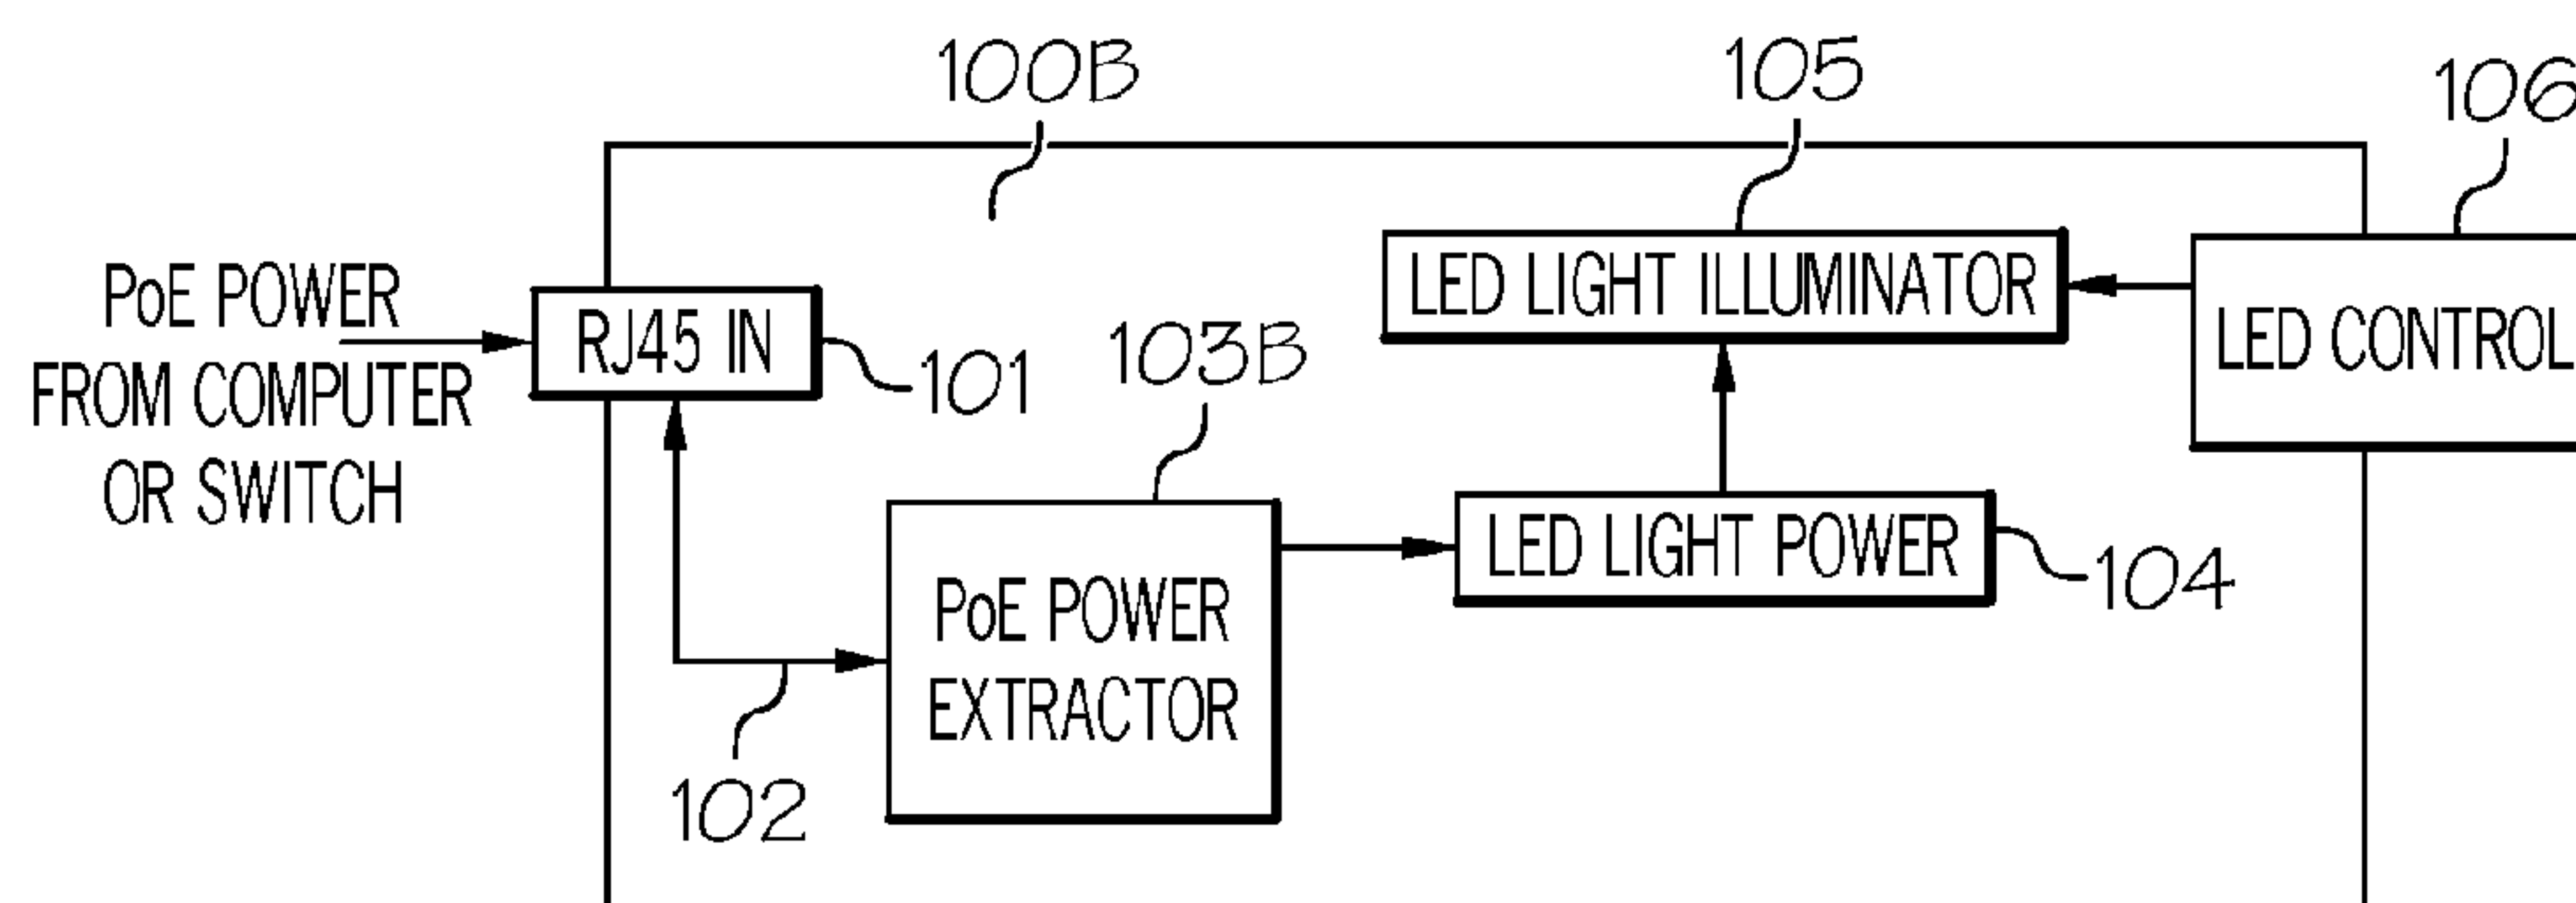 100B
105
106
PoE POWER
FROM COMPUTER
OR SWITCH
RJ45 IN
101
103B
LED LIGHT ILLUMINATOR
LED CONTROL
PoE POWER
EXTRACTOR
LED LIGHT POWER
104
102